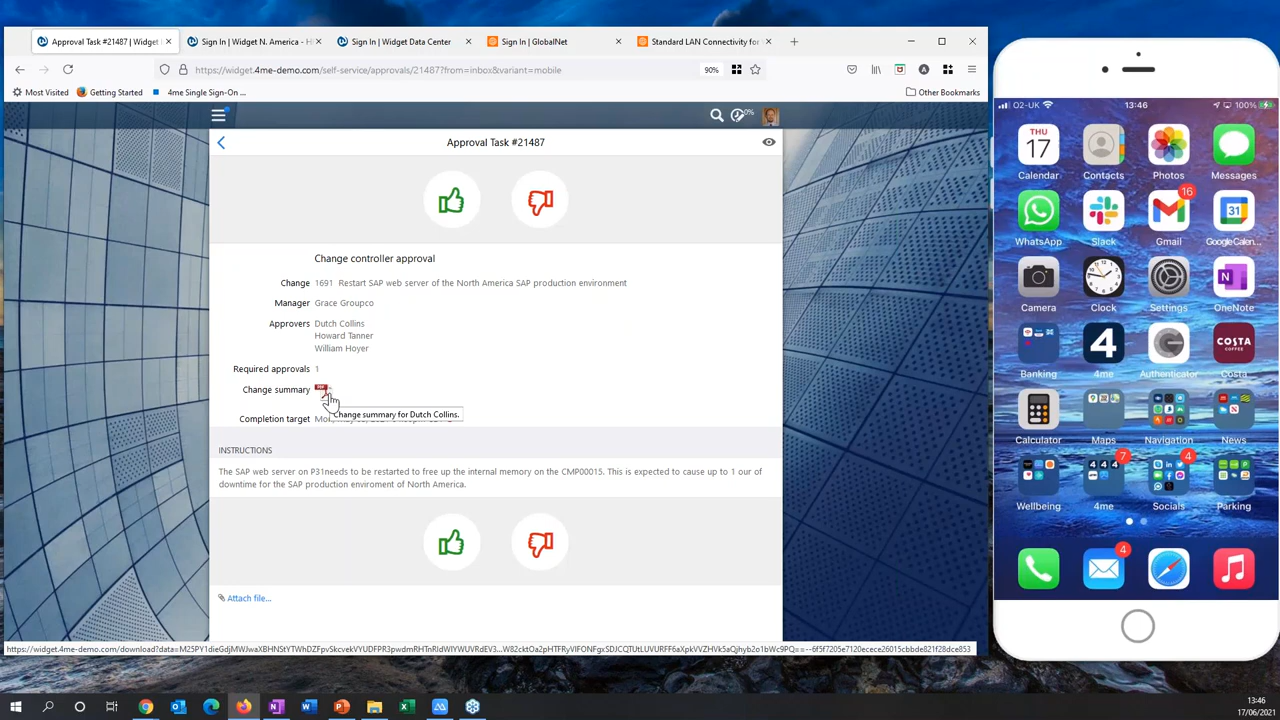 Approval Task #21487 | Widget
Sign In | Widget N. America - H
Sign In | Widget Data Center
Sign In | GlobalNet
Standard LAN Connectivity for
https://widget.4me-demo.com/self-service/approvals/21487?from=inbox&variant=mobile
90%
Most Visited
Getting Started
4me Single Sign-On ...
Other Bookmarks
0%
Approval Task #21487
Change controller approval
Change 1691 Restart SAP web server of the North America SAP production environment
Manager Grace Groupco
Approvers Dutch Collins
Howard Tanner
William Hoyer
Required approvals 1
Change summary PDF
Change summary for Dutch Collins.
Completion target
INSTRUCTIONS
The SAP web server on P31needs to be restarted to free up the internal memory on the CMP00015. This is expected to cause up to 1 our of
downtime for the SAP production enviroment of North America.
Attach file...
13:46
17/06/2021
O2-UK 13:46 100%
THU
17 16 31
Calendar Contacts Photos Messages
WhatsApp Slack Gmail Google Calen...
Camera Clock Settings OneNote
4 COSTA
COFFEE
Banking 4me Authenticator Costa
Calculator Maps Navigation News
7 4
Wellbeing 4me Socials Parking
4